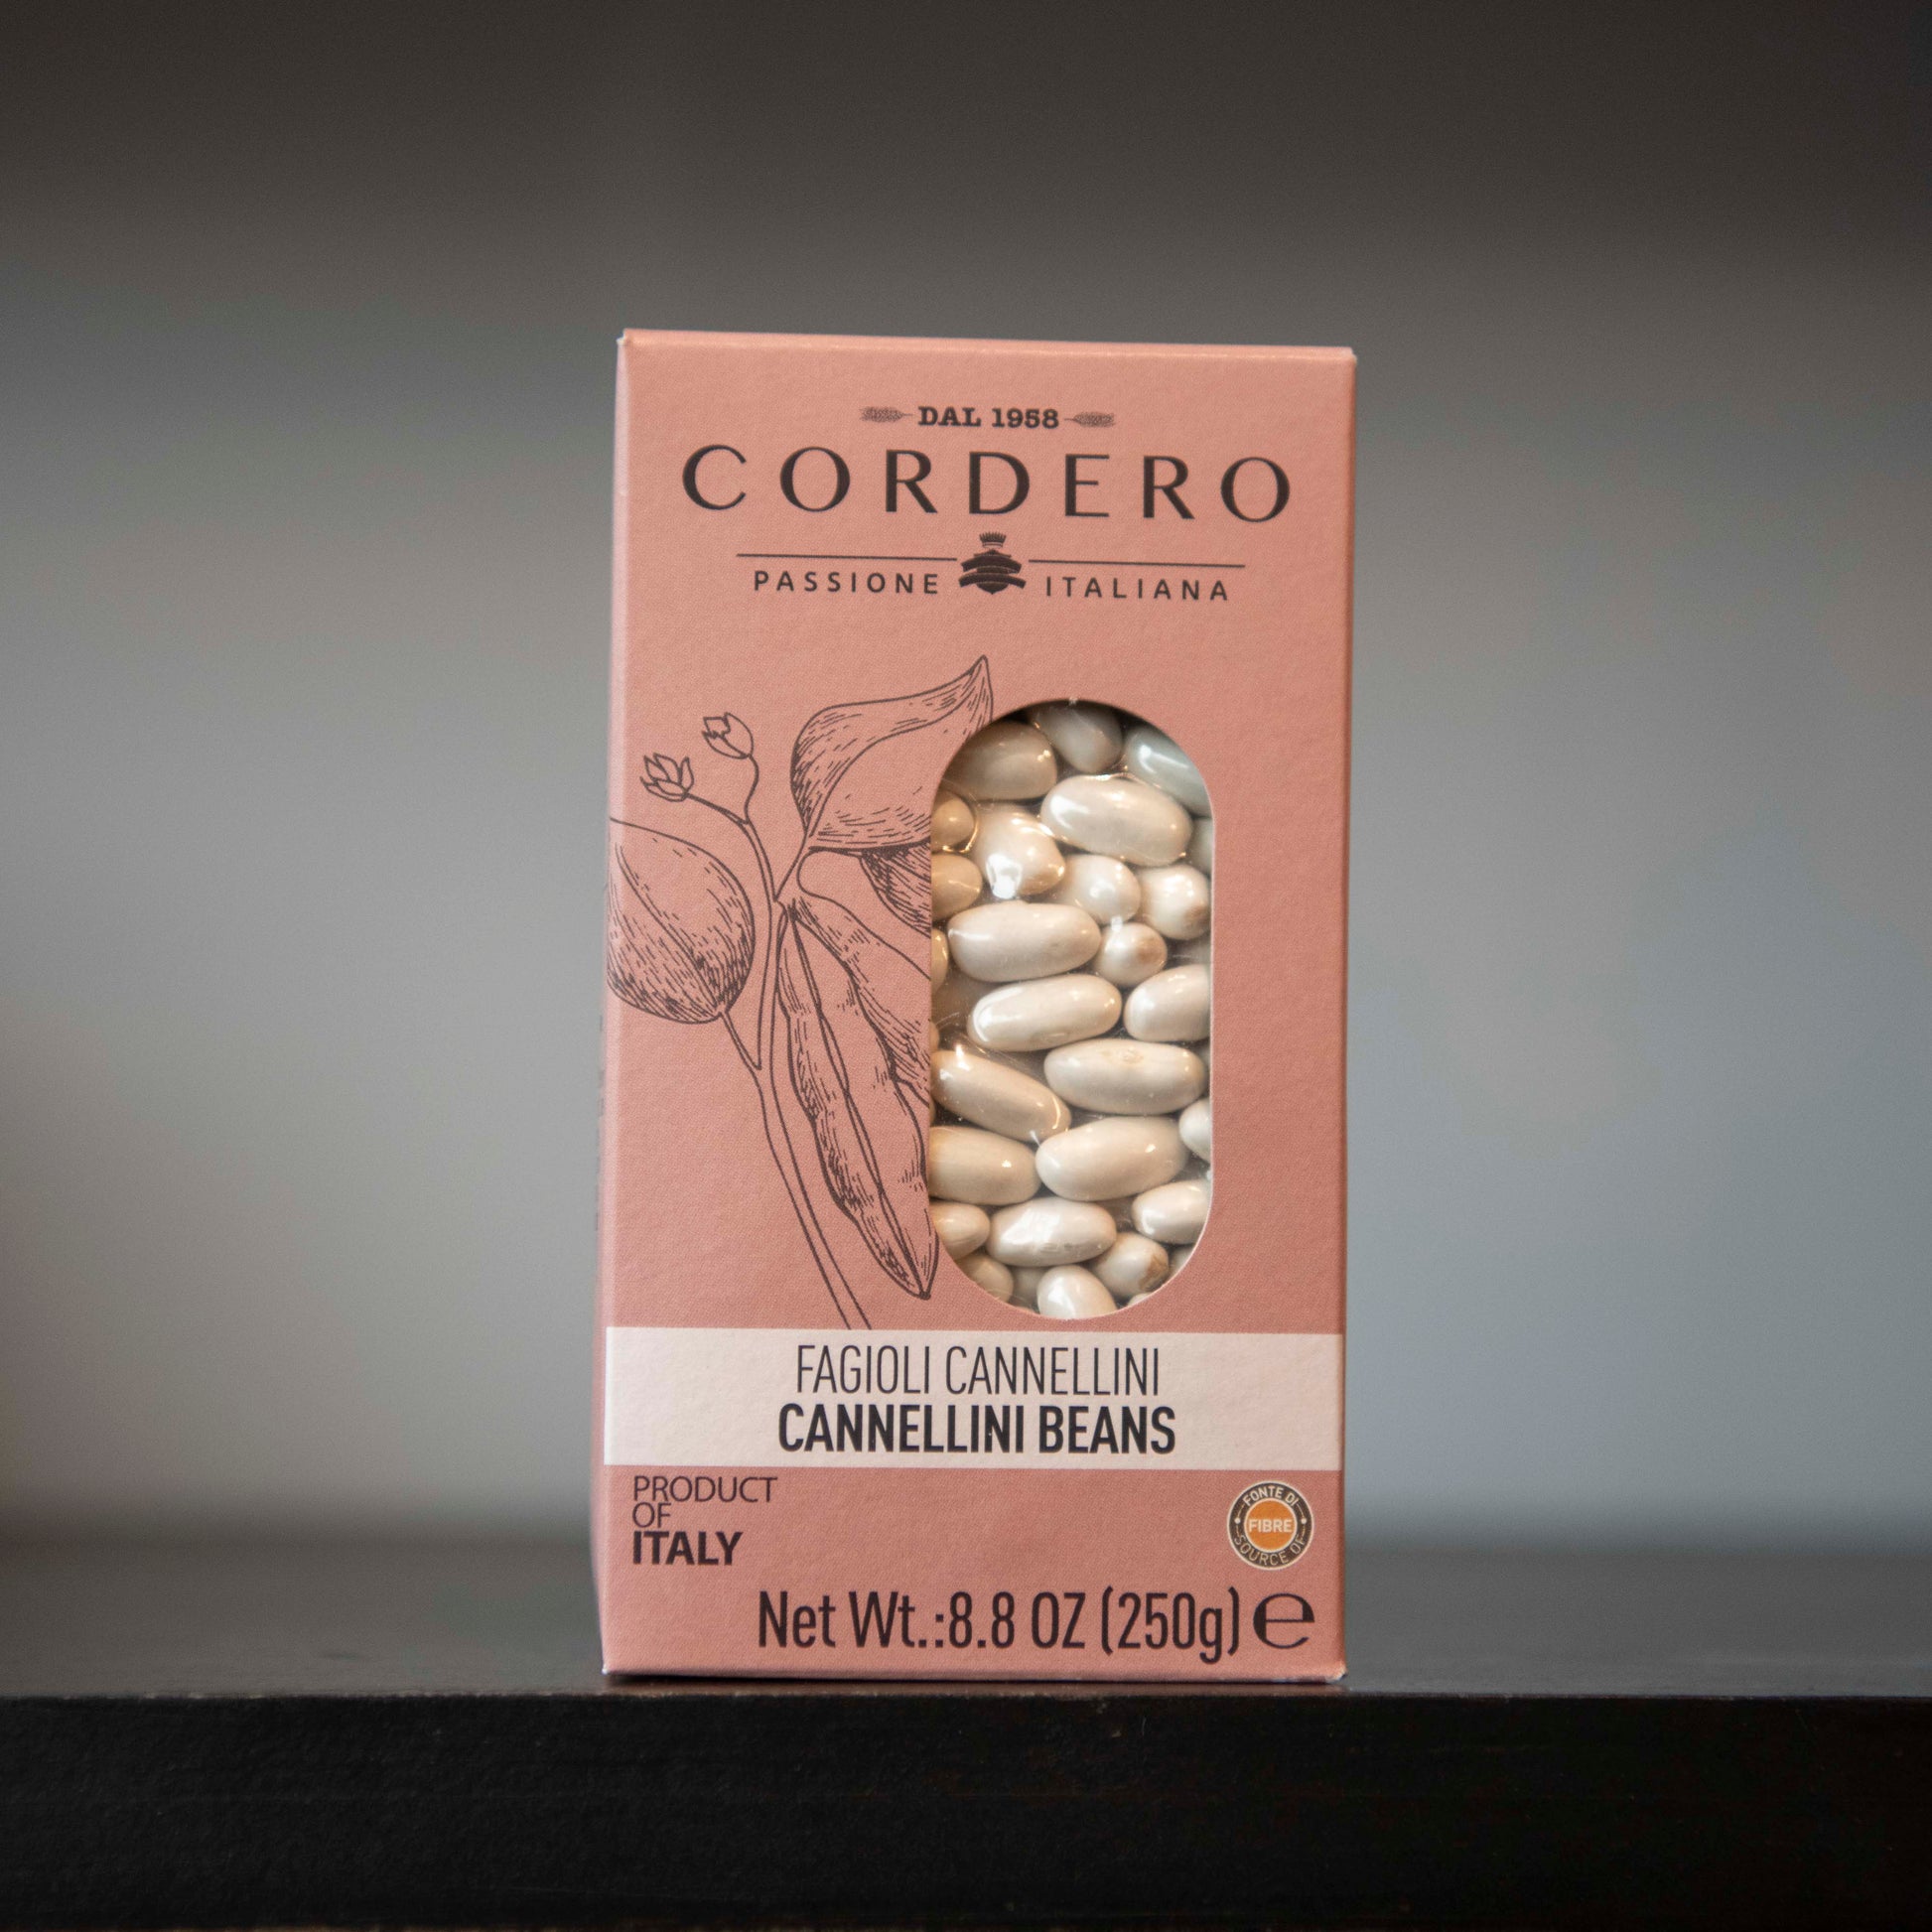 DAL 1958
CORDERO
PASSIONE ITALIANA
FAGIOLI CANNELLINI
CANNELLINI BEANS
PRODUCT
OF
ITALY
FONTE DI
FIBRE
SOURCE OF
Net Wt.:8.8 OZ (250g) ℮